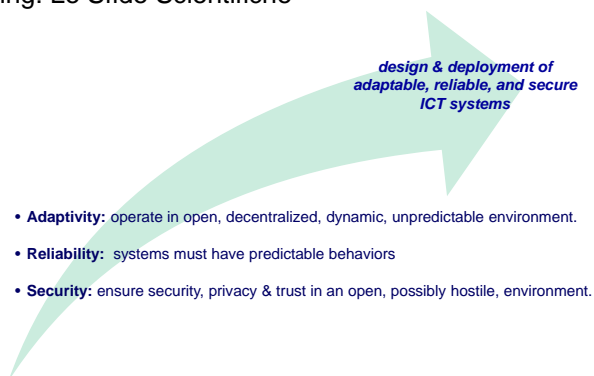 Le Sfide Scientifiche
design & deployment of
adaptable, reliable, and secure
ICT systems
• Adaptivity: operate in open, decentralized, dynamic, unpredictable environment.
• Reliability: systems must have predictable behaviors
• Security: ensure security, privacy & trust in an open, possibly hostile, environment.